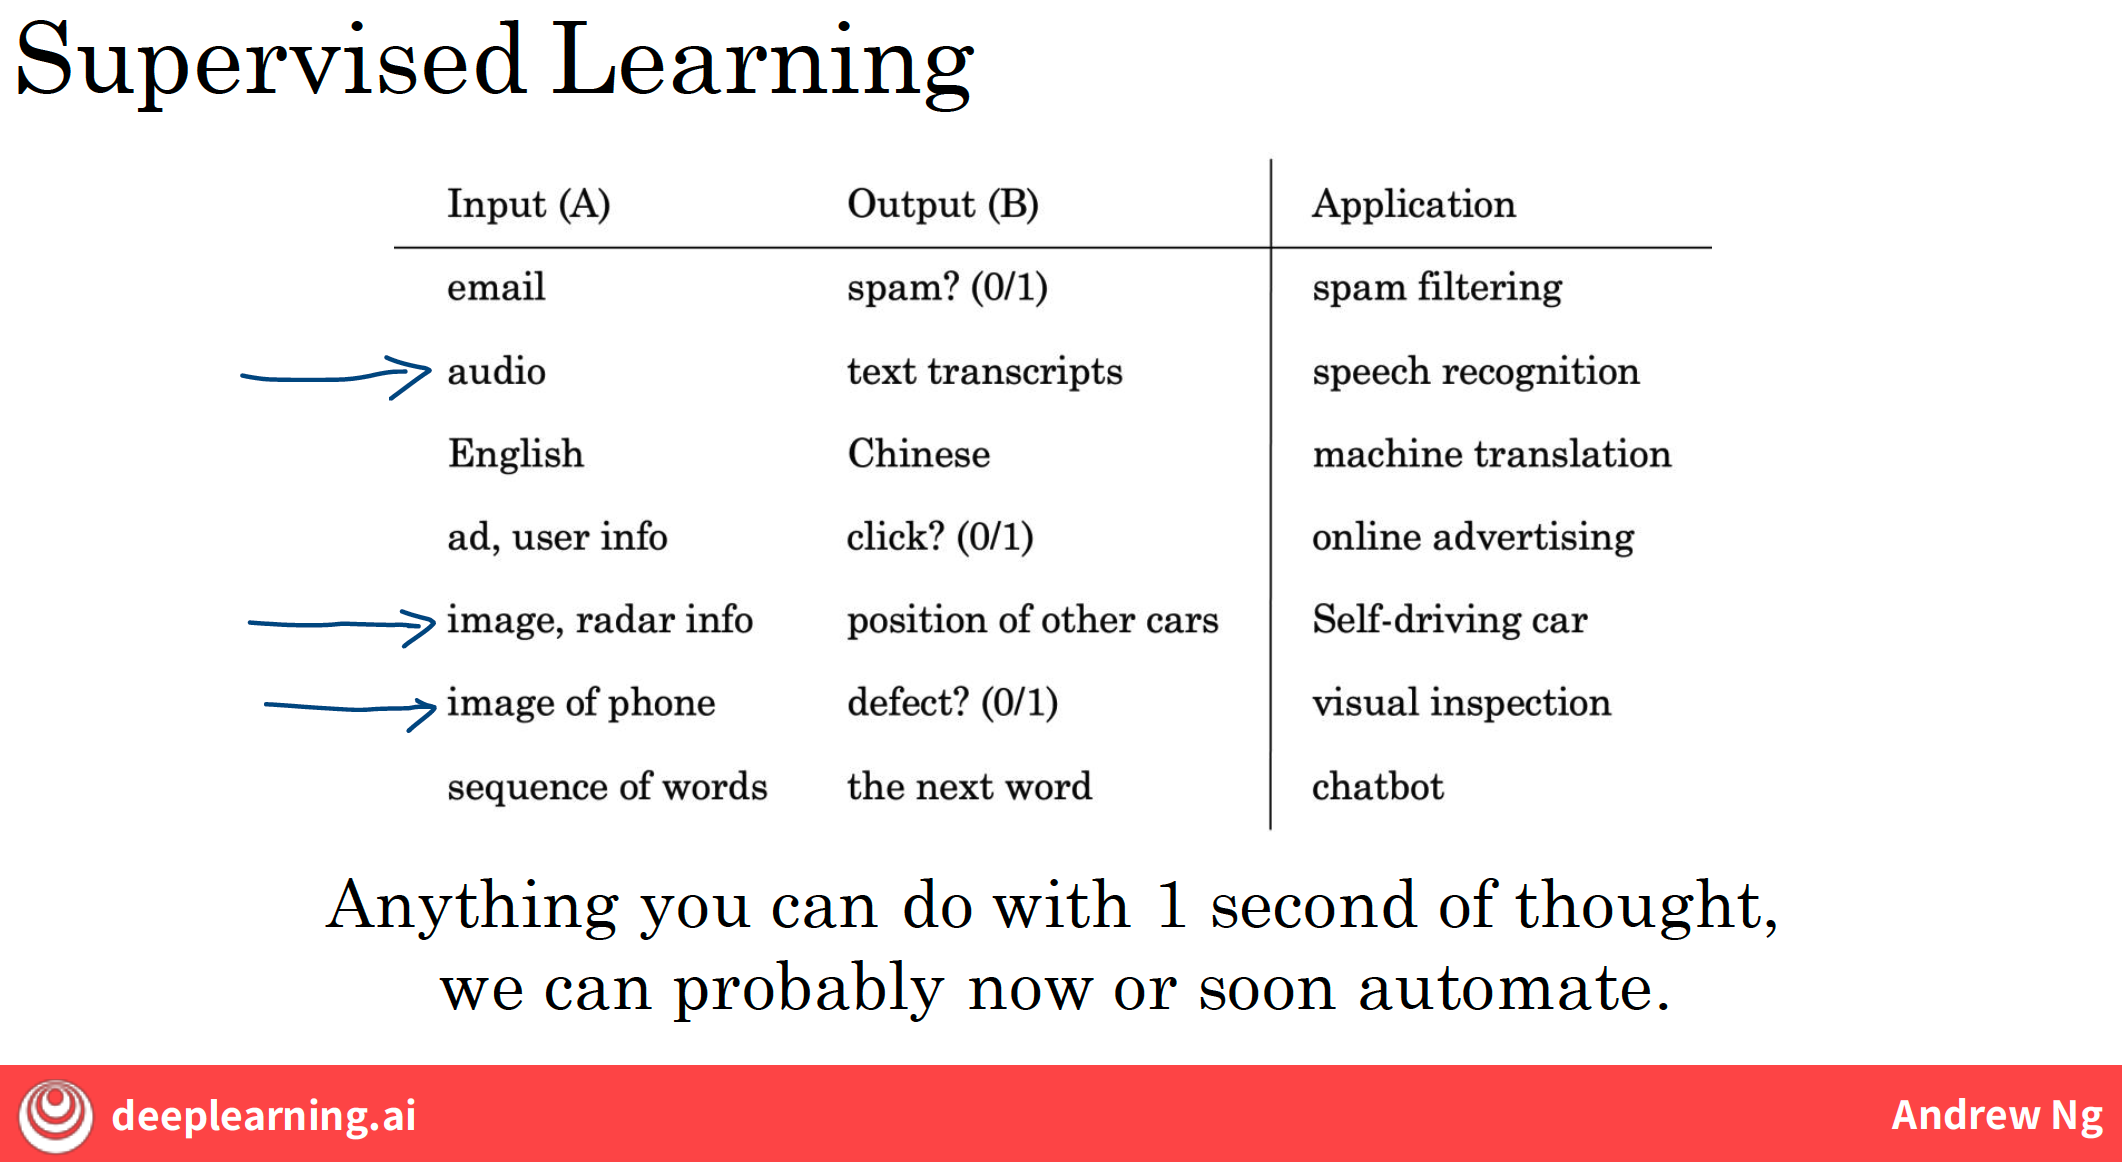 Supervised Learning
Input (A) Output (B) Application
email spam? (0/1) spam filtering
audio text transcripts speech recognition
English Chinese machine translation
ad, user info click? (0/1) online advertising
image, radar info position of other cars Self-driving car
image of phone defect? (0/1) visual inspection
sequence of words the next word chatbot
Anything you can do with 1 second of thought,
we can probably now or soon automate.
deeplearning.ai Andrew Ng